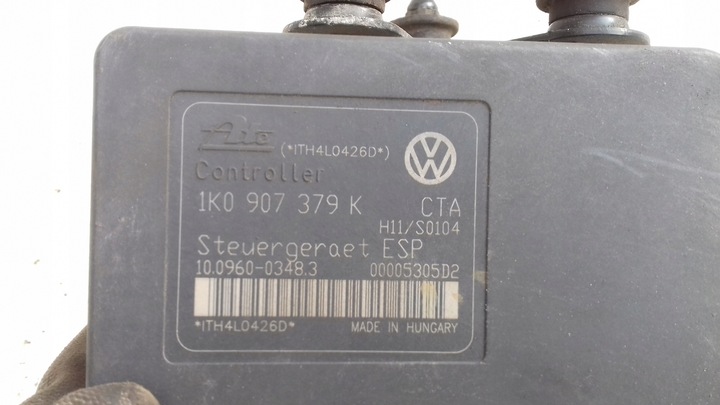 Ate
(*ITH4L0426D*)
Controller
1K0 907 379 K CTA
H11/S0104
Steuergeraet ESP
10.0960-0348.3 00005305D2
*ITH4L0426D* MADE IN HUNGARY